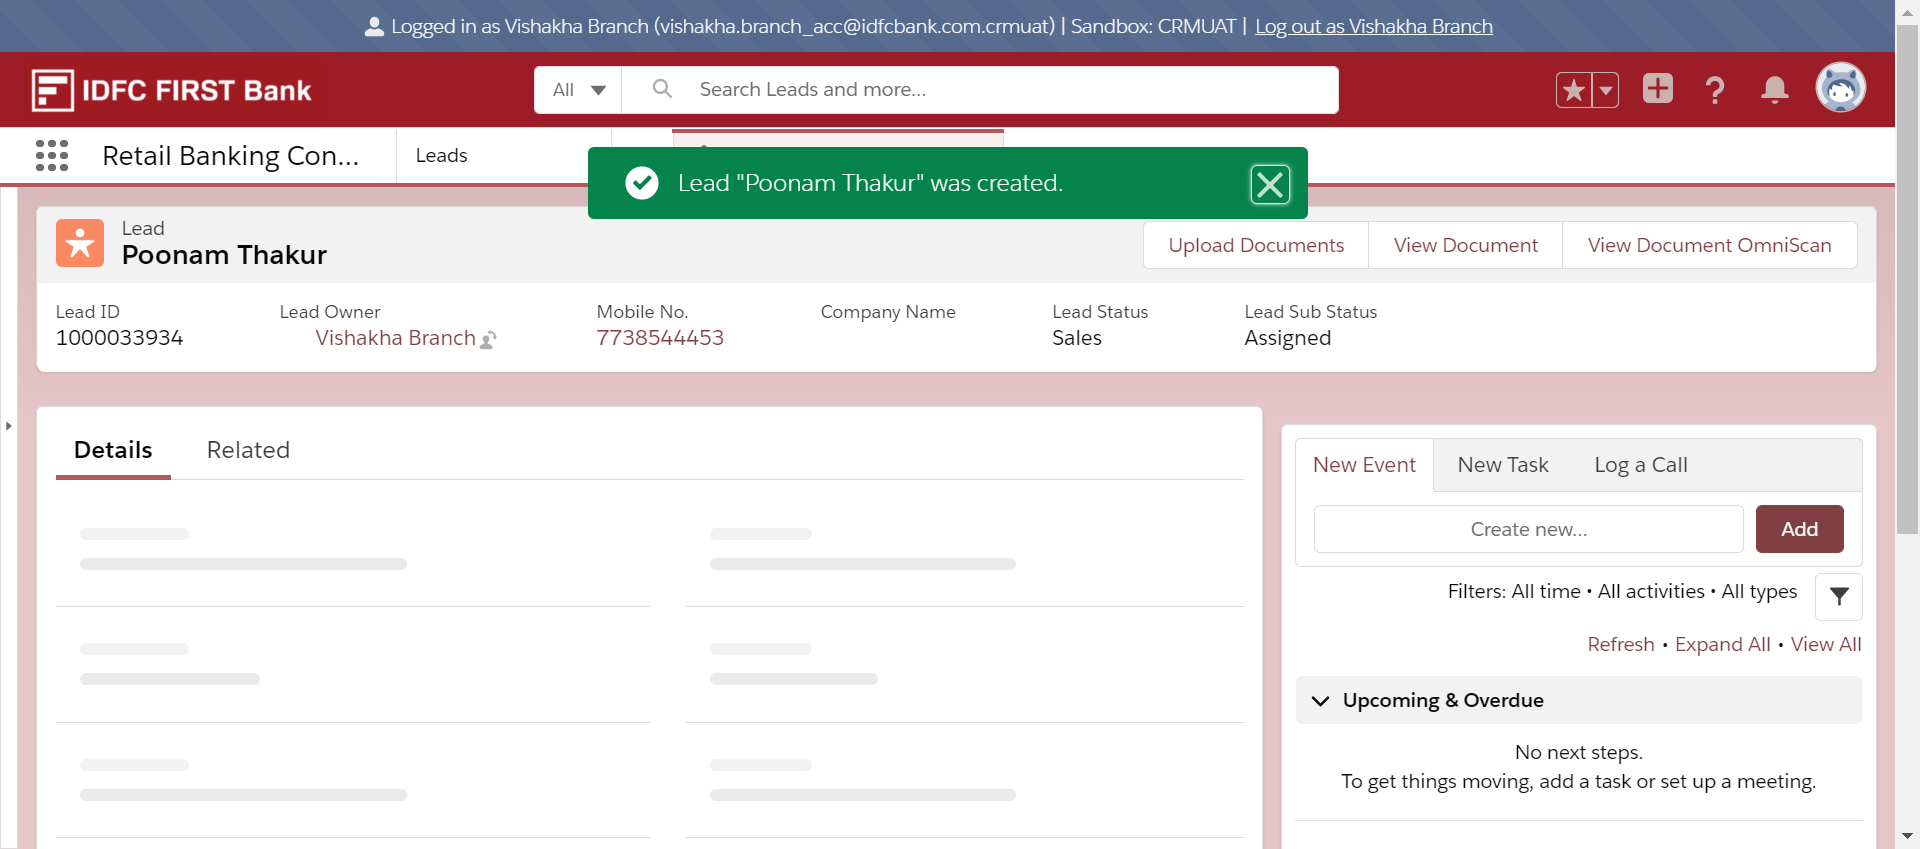 Logged in as Vishakha Branch (vishakha.branch_acc@idfcbank.com.crmuat) | Sandbox: CRMUAT | Log out as Vishakha Branch
IDFC FIRST Bank
All
Search Leads and more...
Retail Banking Con...
Leads
Lead "Poonam Thakur" was created.
Lead
Poonam Thakur
Upload Documents
View Document
View Document OmniScan
Lead ID
1000033934
Lead Owner
Vishakha Branch
Mobile No.
7738544453
Company Name
Lead Status
Sales
Lead Sub Status
Assigned
Details
Related
New Event
New Task
Log a Call
Create new...
Add
Filters: All time • All activities • All types
Refresh • Expand All • View All
Upcoming & Overdue
No next steps.
To get things moving, add a task or set up a meeting.